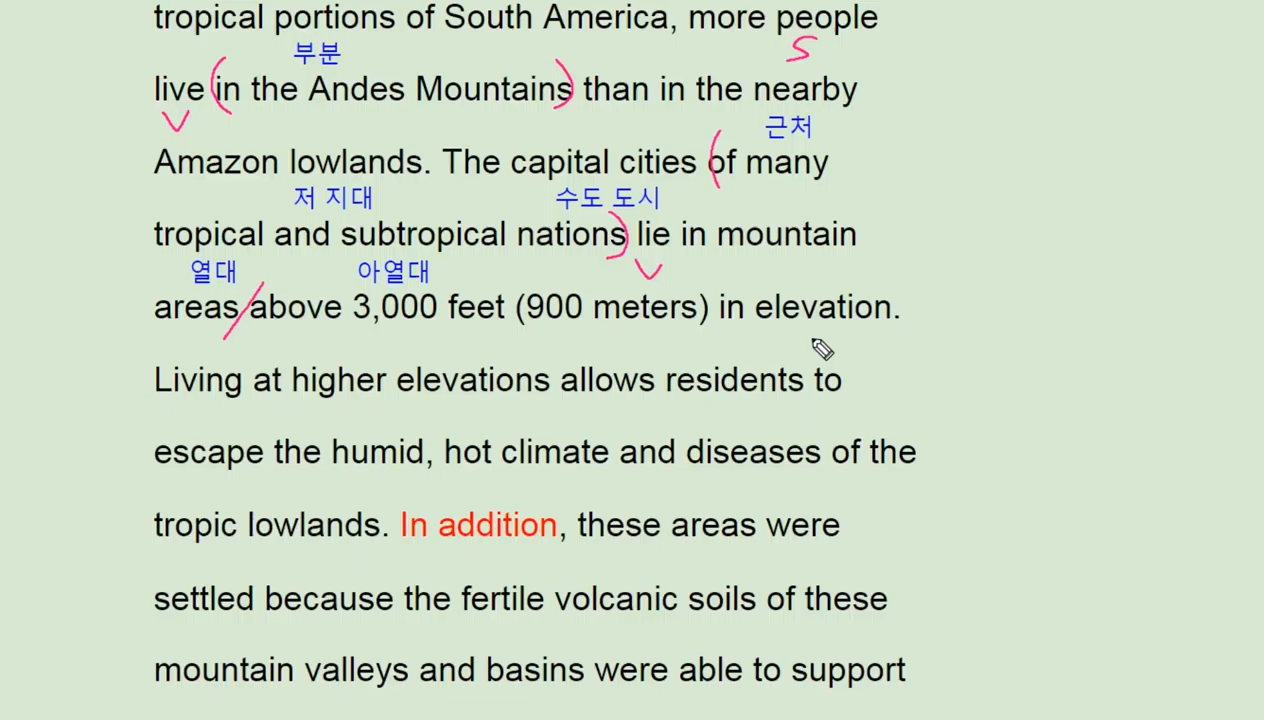 tropical portions of South America, more people
부분
S
live (in the Andes Mountains) than in the nearby
V
근처
Amazon lowlands. The capital cities (of many
저 지대
수도 도시
tropical and subtropical nations) lie in mountain
열대
아열대
V
areas/above 3,000 feet (900 meters) in elevation.
Living at higher elevations allows residents to
escape the humid, hot climate and diseases of the
tropic lowlands. In addition, these areas were
settled because the fertile volcanic soils of these
mountain valleys and basins were able to support